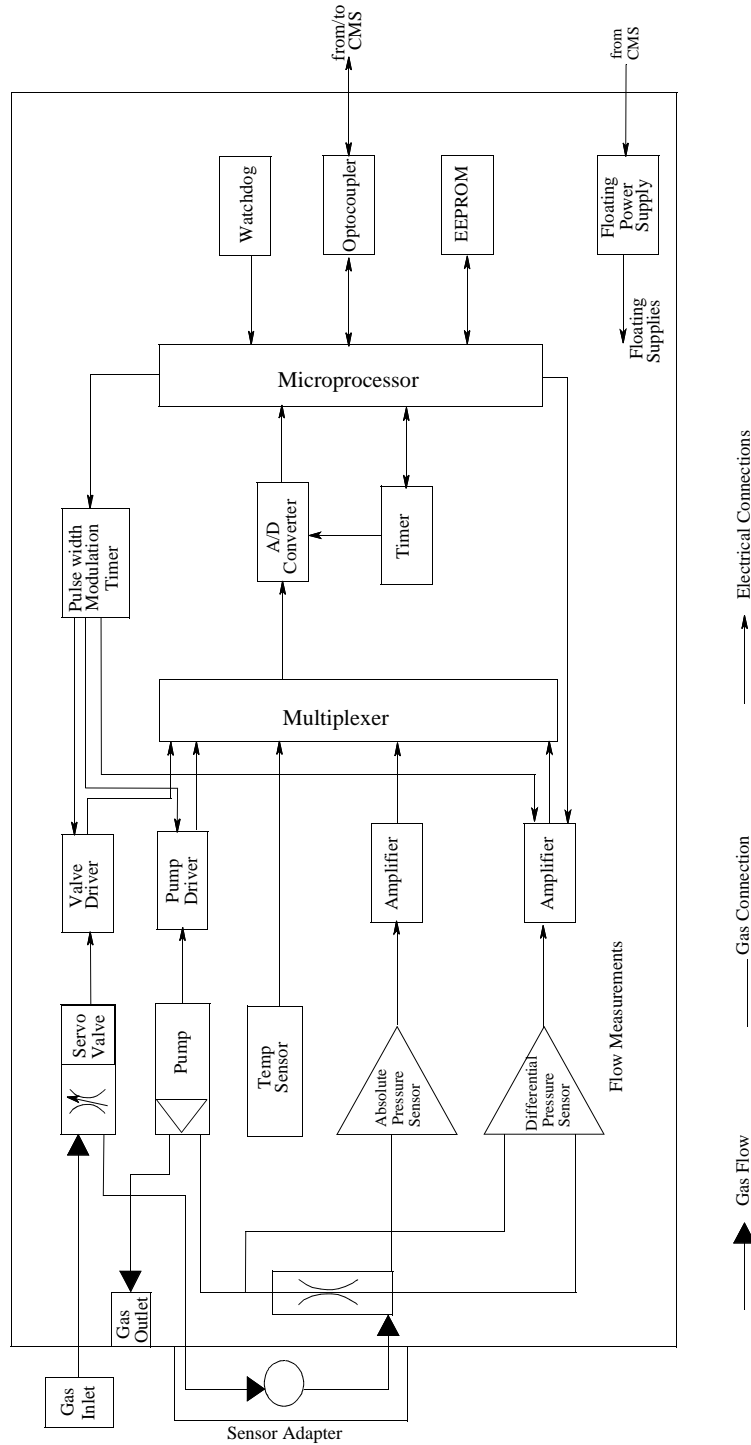 from/to
CMS
from
CMS
Watchdog
Optocoupler
EEPROM
Floating
Power
Supply
Floating
Supplies
Microprocessor
Pulse width
Modulation
Timer
A/D
Converter
Timer
Multiplexer
Valve
Driver
Pump
Driver
Amplifier
Amplifier
Servo
Valve
Pump
Temp
Sensor
Absolute
Pressure
Sensor
Differential
Pressure
Sensor
Flow Measurements
Gas
Outlet
Gas
Inlet
Sensor Adapter
Gas Flow
Gas Connection
Electrical Connections